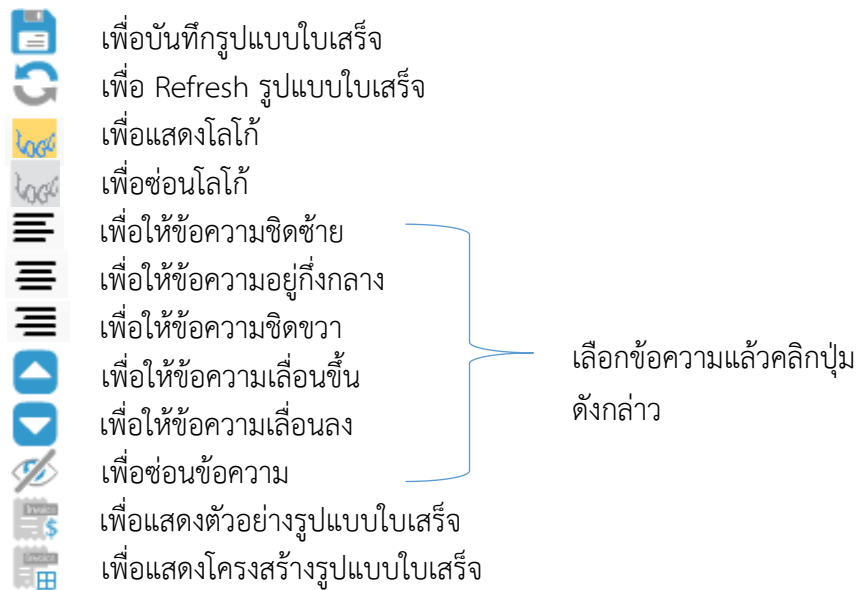 เพื่อบันทึกรูปแบบใบเสร็จ
เพื่อ Refresh รูปแบบใบเสร็จ
เพื่อแสดงโลโก้
เพื่อซ่อนโลโก้
เพื่อให้ข้อความชิดซ้าย
เพื่อให้ข้อความอยู่กึ่งกลาง
เพื่อให้ข้อความชิดขวา
เพื่อให้ข้อความเลื่อนขึ้น
เพื่อให้ข้อความเลื่อนลง
เพื่อซ่อนข้อความ
เลือกข้อความแล้วคลิกปุ่ม
ดังกล่าว
Invoice $
เพื่อแสดงตัวอย่างรูปแบบใบเสร็จ
Invoice
เพื่อแสดงโครงสร้างรูปแบบใบเสร็จ